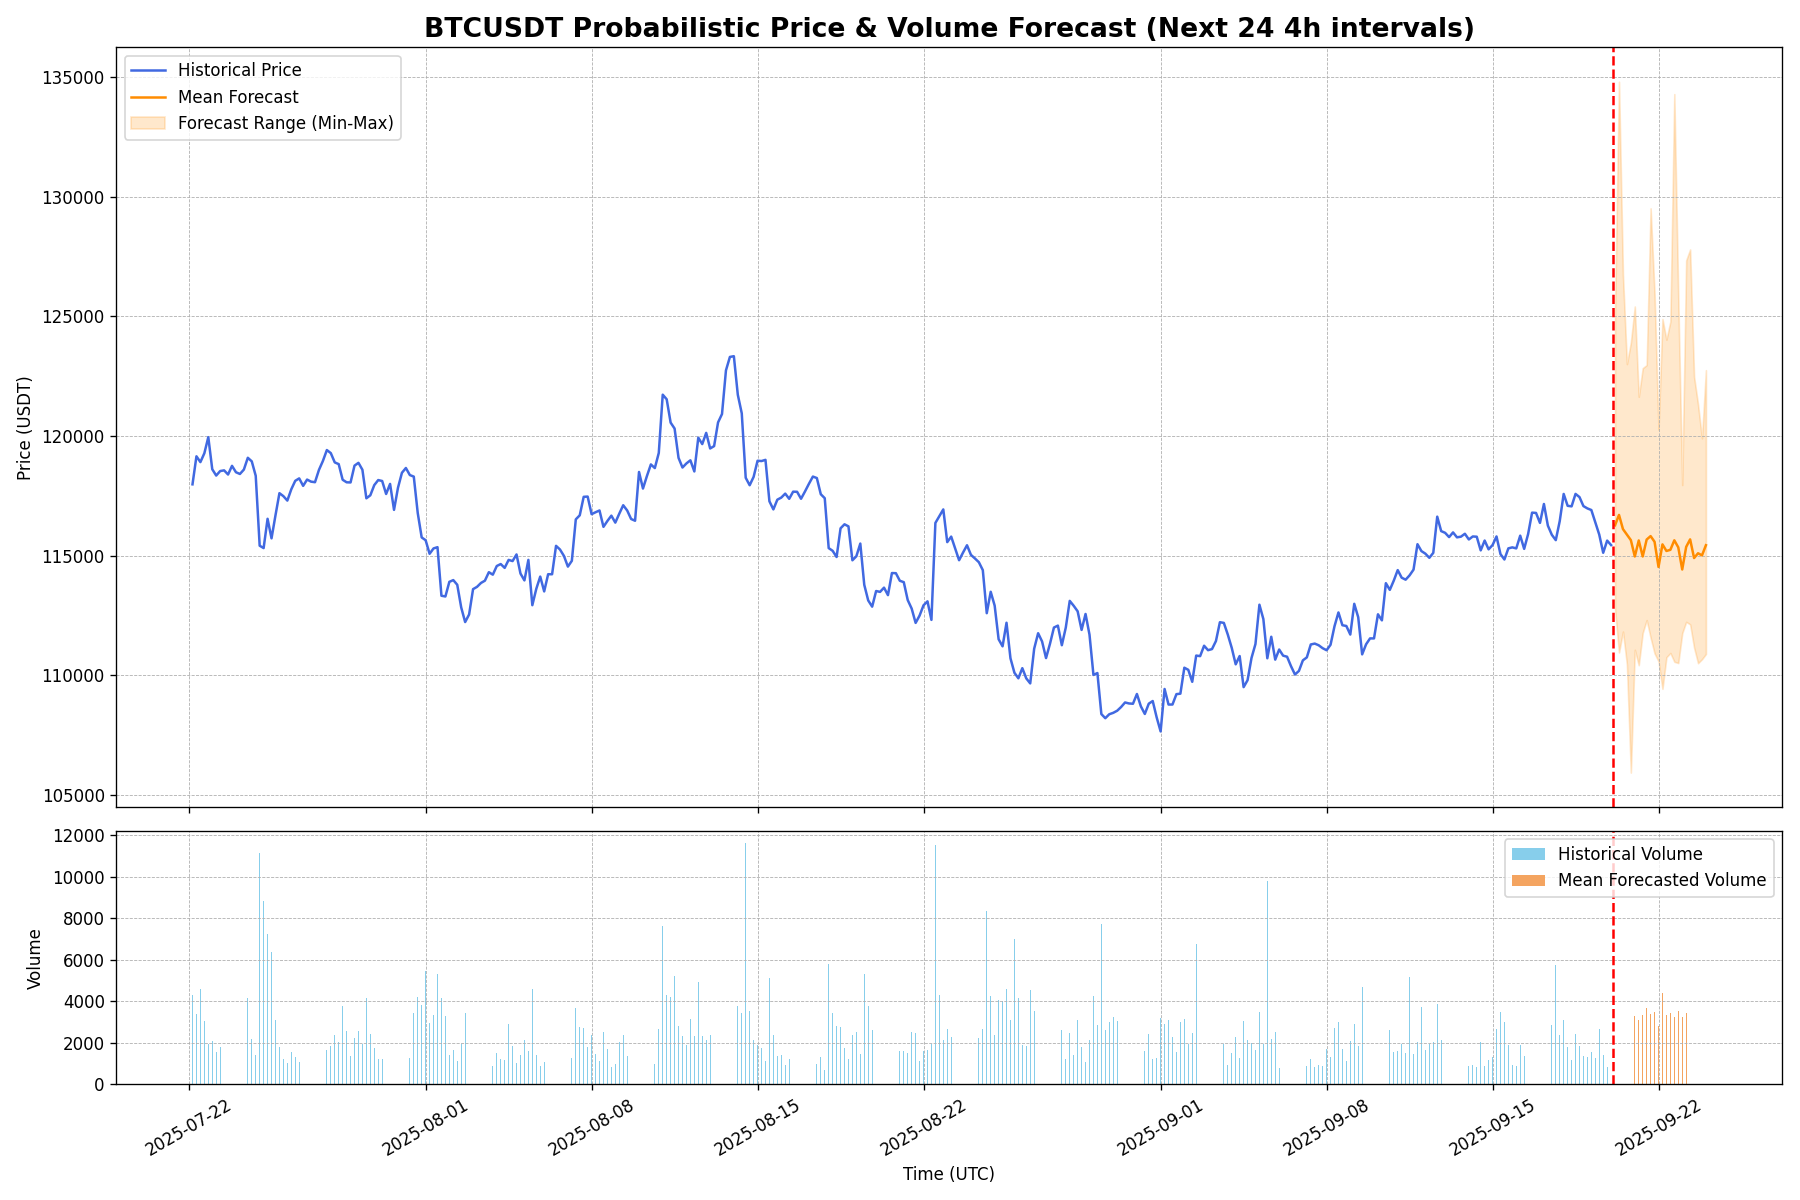 BTCUSDT Probabilistic Price & Volume Forecast (Next 24 4h intervals)
Historical Price
Mean Forecast
Forecast Range (Min-Max)
Price (USDT)
135000
130000
125000
120000
115000
110000
105000
Historical Volume
Mean Forecasted Volume
Volume
12000
10000
8000
6000
4000
2000
0
2025-07-22
2025-08-01
2025-08-08
2025-08-15
2025-08-22
2025-09-01
2025-09-08
2025-09-15
2025-09-22
Time (UTC)